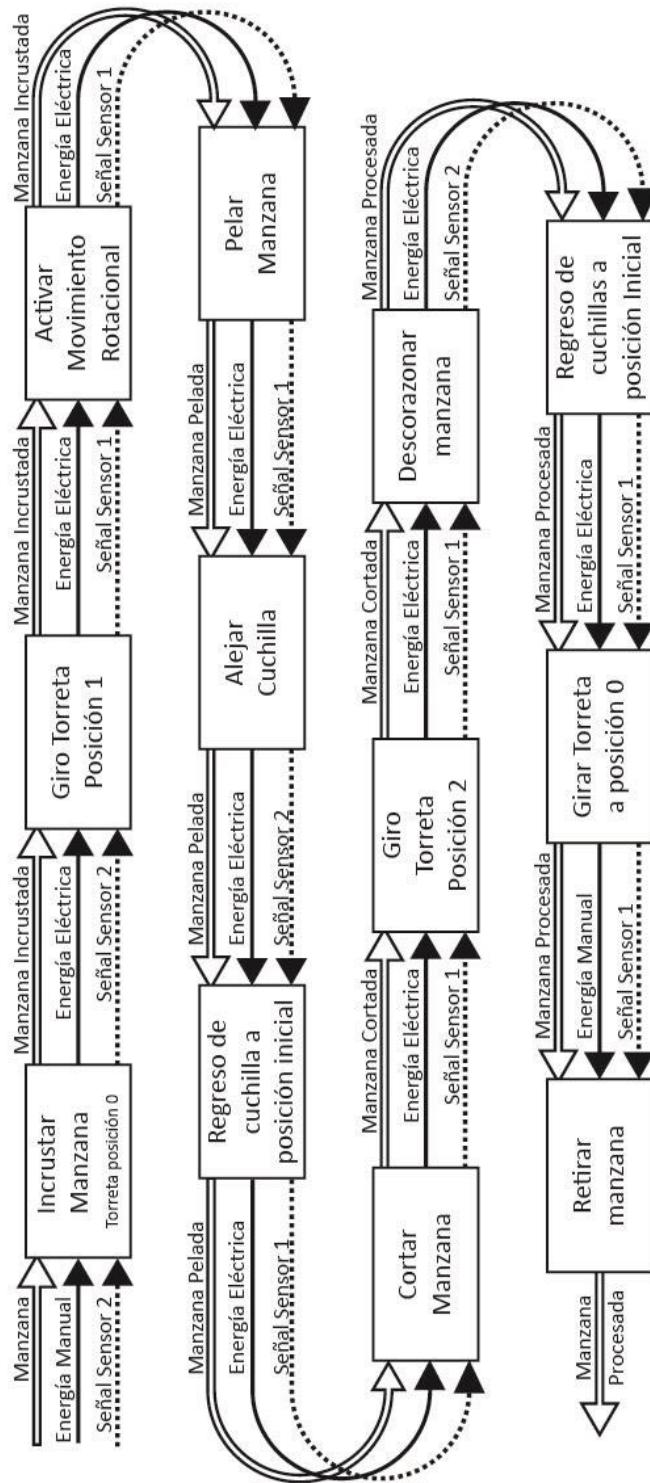 Manzana
Energía Manual
Señal Sensor 2
Incrustar
Manzana
Torreta posición 0
Manzana Incrustada
Energía Eléctrica
Señal Sensor 2
Giro Torreta
Posición 1
Manzana Incrustada
Energía Eléctrica
Señal Sensor 1
Activar
Movimiento
Rotacional
Manzana Incrustada
Energía Eléctrica
Señal Sensor 1
Pelar
Manzana
Manzana Pelada
Energía Eléctrica
Señal Sensor 1
Alejar
Cuchilla
Manzana Pelada
Energía Eléctrica
Señal Sensor 2
Regreso de
cuchilla a
posición inicial
Manzana Pelada
Energía Eléctrica
Señal Sensor 1
Cortar
Manzana
Manzana Cortada
Energía Eléctrica
Señal Sensor 1
Giro
Torreta
Posición 2
Manzana Cortada
Energía Eléctrica
Señal Sensor 1
Descorazonar
manzana
Manzana Procesada
Energía Eléctrica
Señal Sensor 2
Regreso de
cuchillas a
posición Inicial
Manzana Procesada
Energía Eléctrica
Señal Sensor 1
Girar Torreta
a posición 0
Manzana Procesada
Energía Manual
Señal Sensor 1
Retirar
manzana
Manzana
Procesada